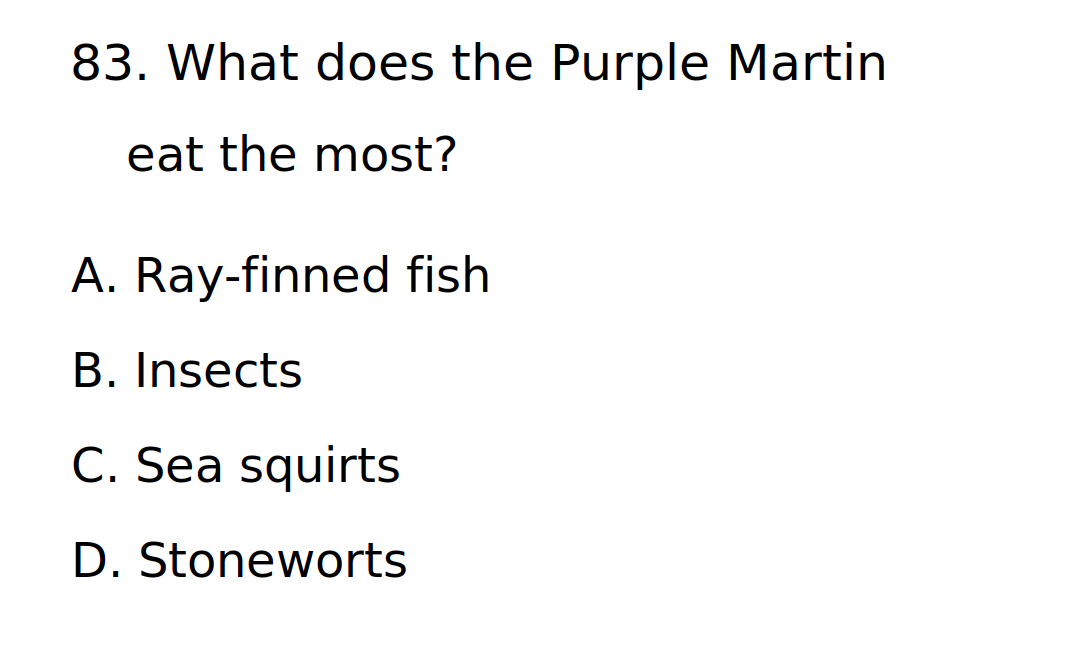 83. What does the Purple Martin
eat the most?
A. Ray-finned fish
B. Insects
C. Sea squirts
D. Stoneworts